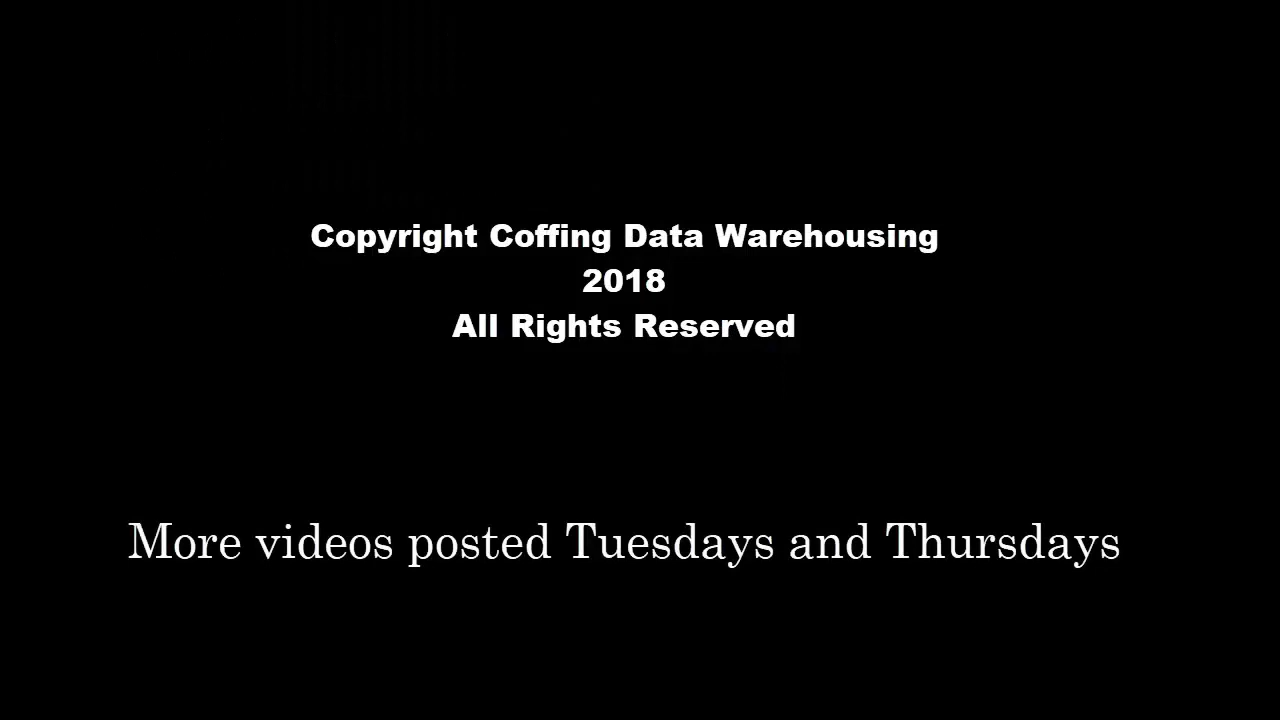 Copyright Coffing Data Warehousing
2018
All Rights Reserved
More videos posted Tuesdays and Thursdays